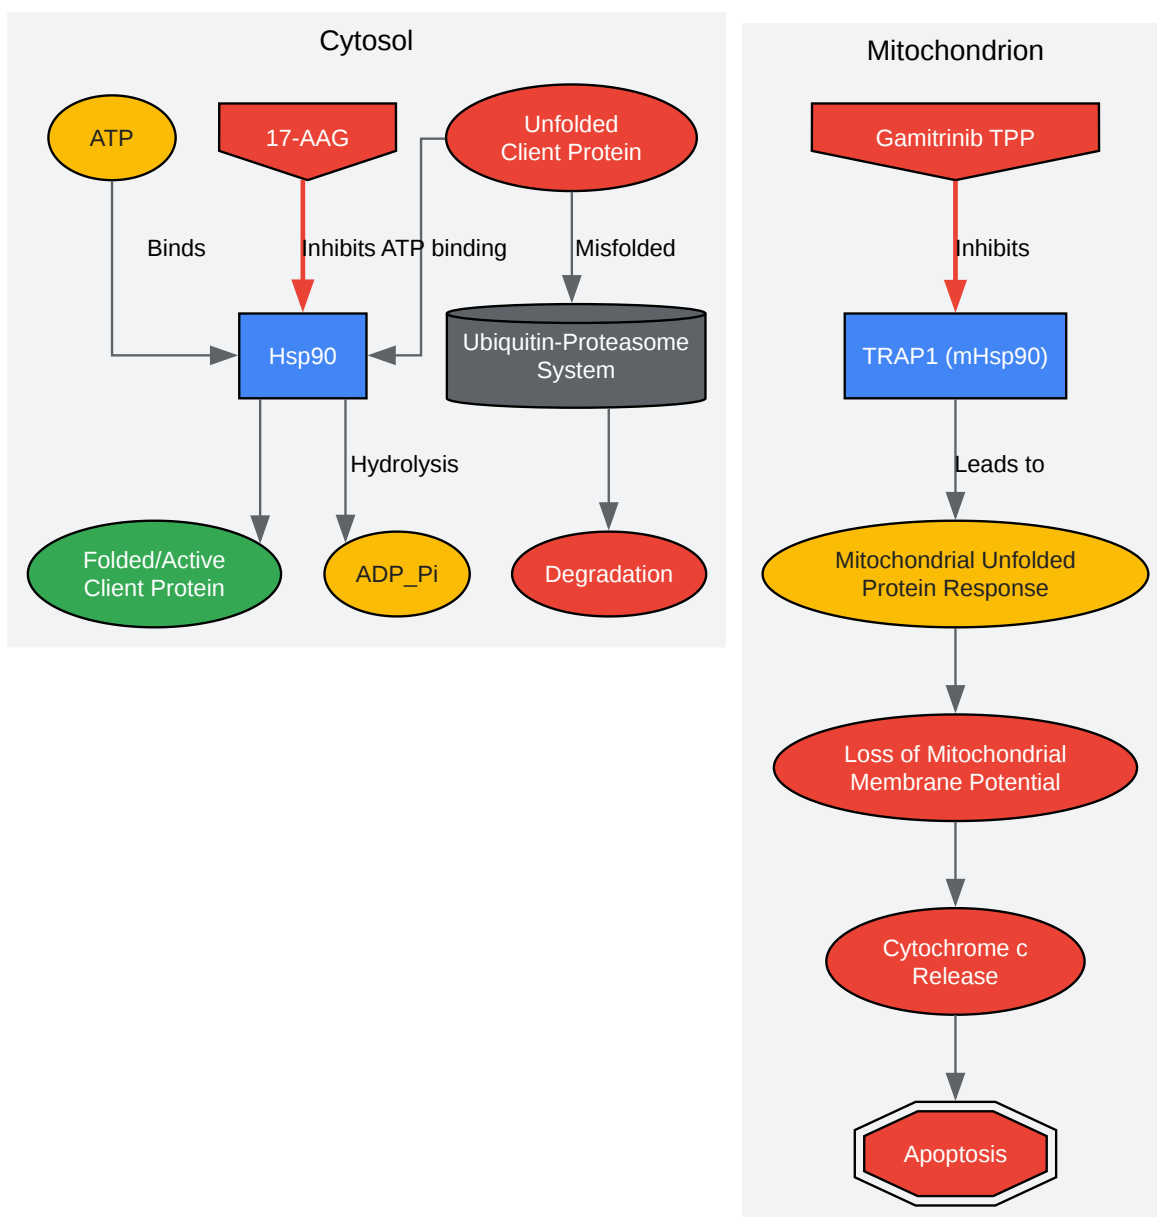 Cytosol
ATP
17-AAG
Unfolded
Client Protein
Binds
Inhibits ATP binding
Misfolded
Hsp90
Ubiquitin-Proteasome
System
Hydrolysis
Folded/Active
Client Protein
ADP_Pi
Degradation
Mitochondrion
Gamitrinib TPP
Inhibits
TRAP1 (mHsp90)
Leads to
Mitochondrial Unfolded
Protein Response
Loss of Mitochondrial
Membrane Potential
Cytochrome c
Release
Apoptosis